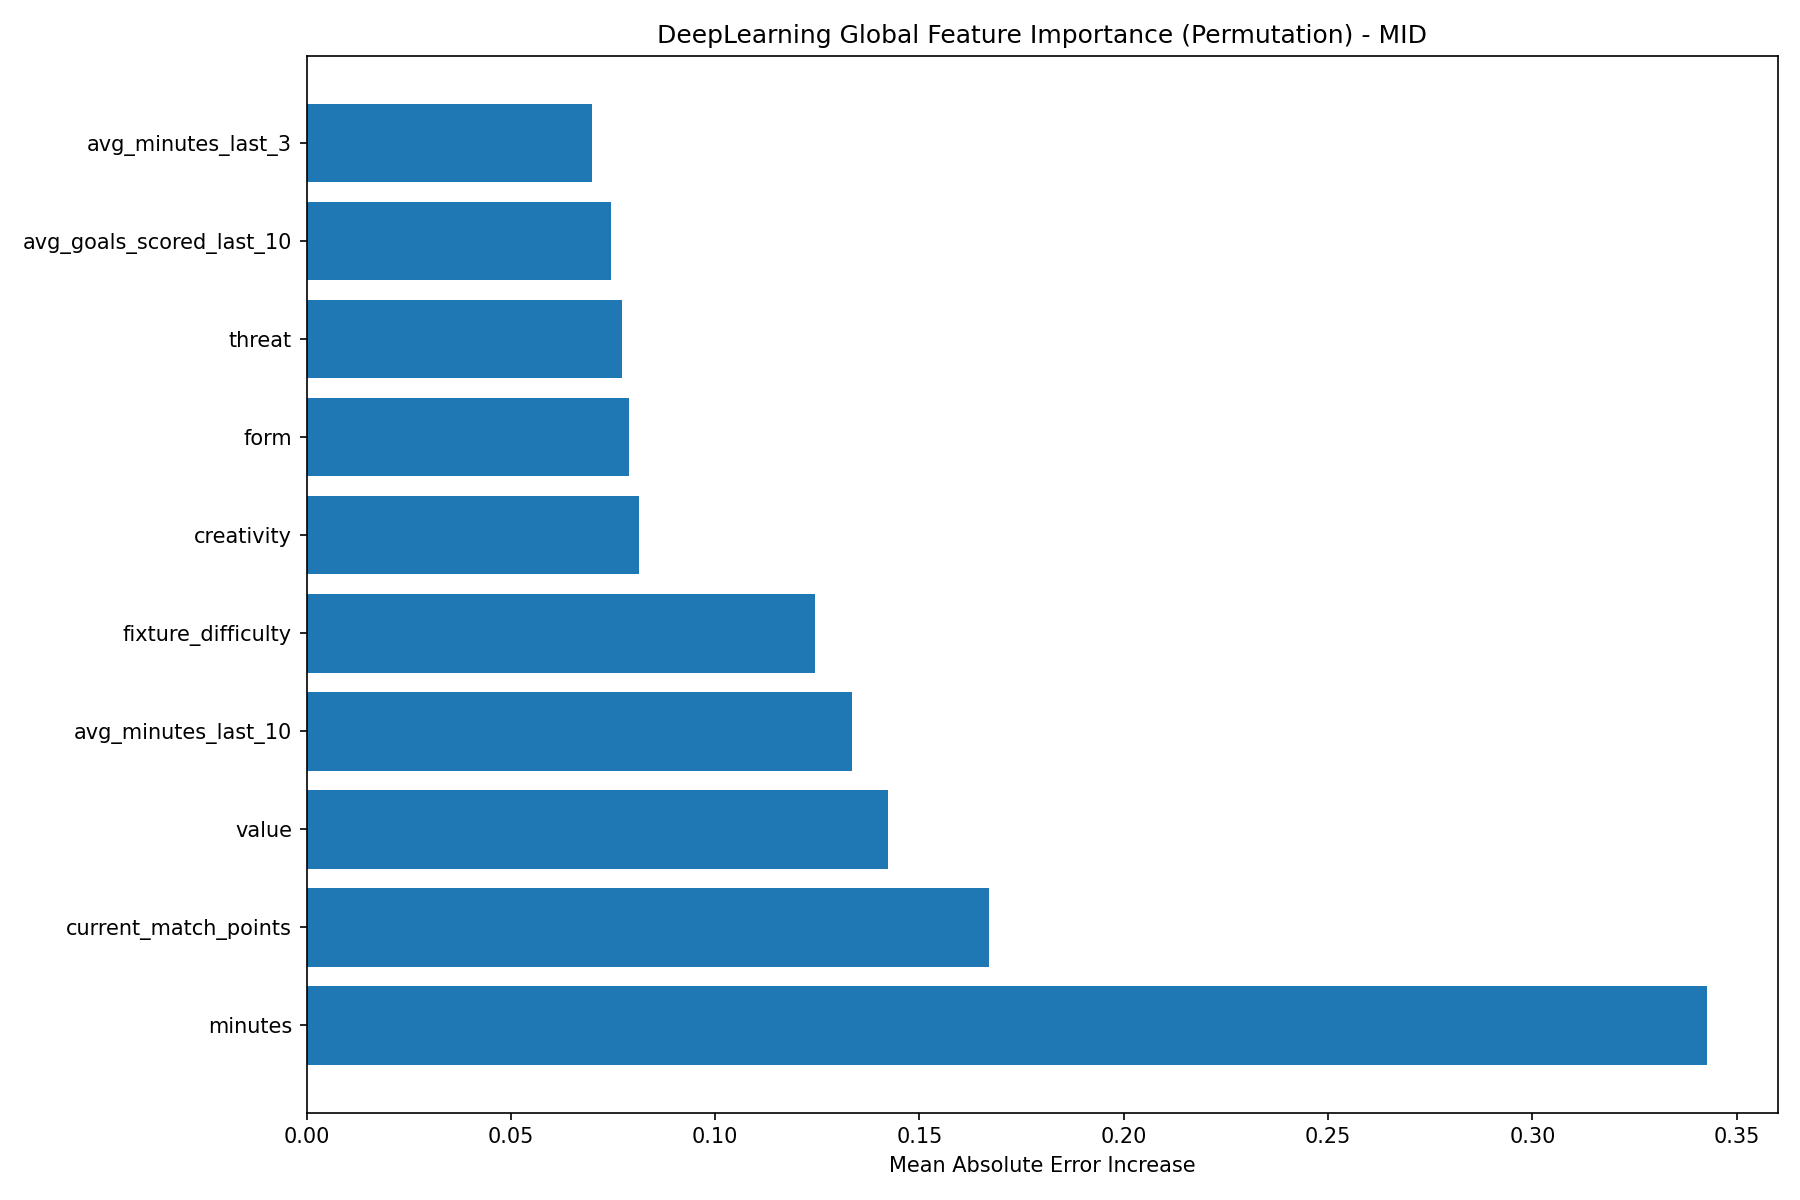 DeepLearning Global Feature Importance (Permutation) - MID
avg_minutes_last_3
avg_goals_scored_last_10
threat
form
creativity
fixture_difficulty
avg_minutes_last_10
value
current_match_points
minutes
0.00 0.05 0.10 0.15 0.20 0.25 0.30 0.35
Mean Absolute Error Increase